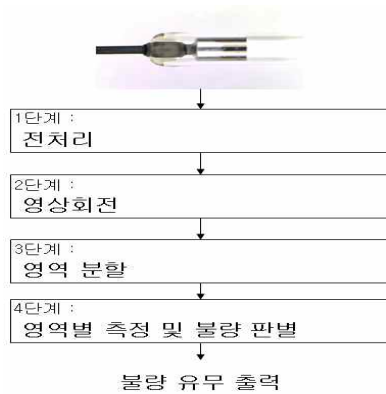 1단계 :
전처리
2단계 :
영상회전
3단계 :
영역 분할
4단계 :
영역별 측정 및 불량 판별
불량 유무 출력